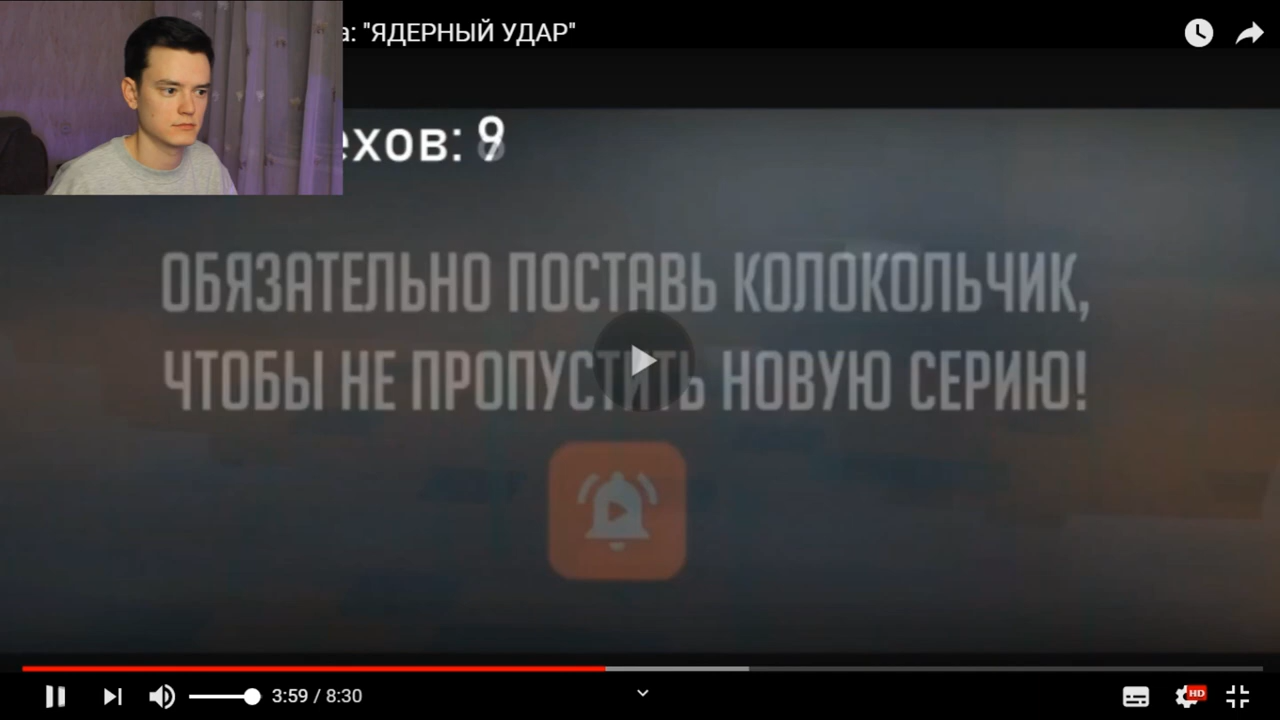 а: "ЯДЕРНЫЙ УДАР"
ехов: 9
ОБЯЗАТЕЛЬНО ПОСТАВЬ КОЛОКОЛЬЧИК,
ЧТОБЫ НЕ ПРОПУСТИТЬ НОВУЮ СЕРИЮ!
3:59 / 8:30
HD